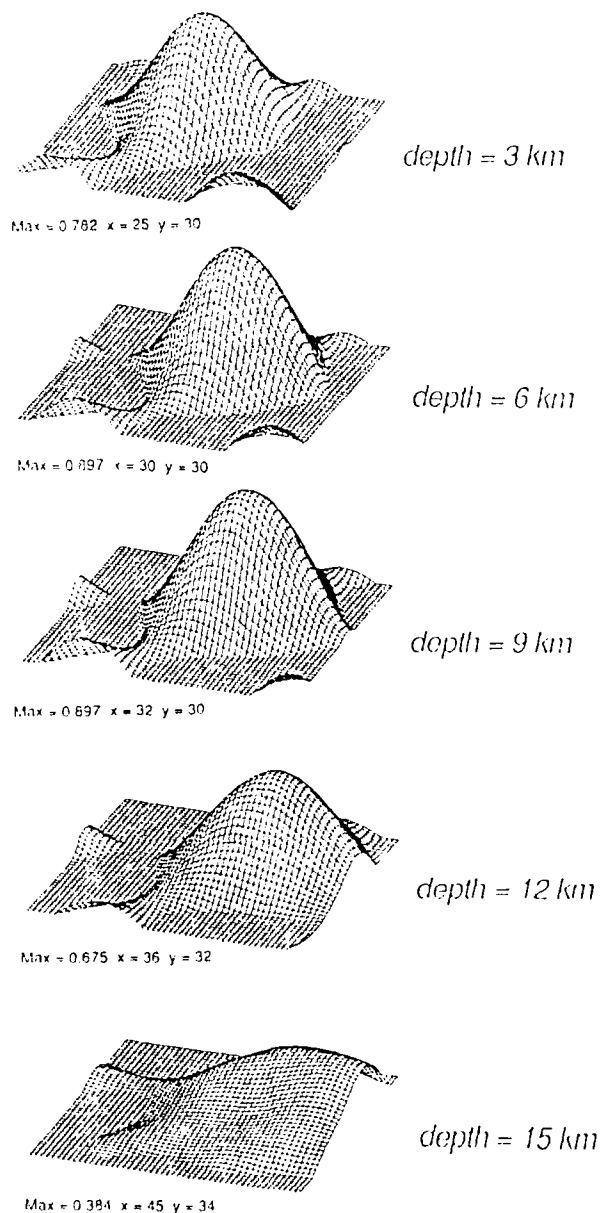 depth = 3 km
Max = 0.782 x = 25 y = 30
depth = 6 km
Max = 0.897 x = 30 y = 30
depth = 9 km
Max = 0.897 x = 32 y = 30
depth = 12 km
Max = 0.675 x = 36 y = 32
depth = 15 km
Max = 0.384 x = 45 y = 34